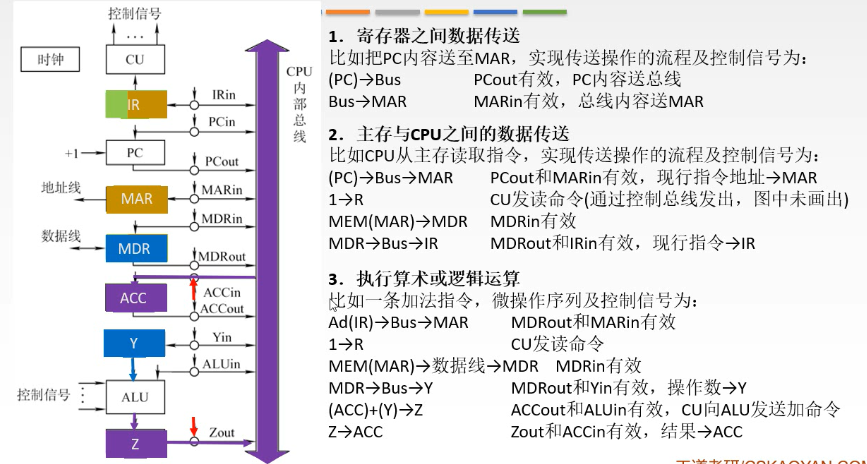 控制信号
...
时钟
CU
CPU
内
部
总
线
IR
IRin
PCin
+1
PC
PCout
地址线
MAR
MARin
MDRin
数据线
MDR
MDRout
ACC
ACCin
ACCout
Y
Yin
ALUin
控制信号
ALU
Z
Zout
1. 寄存器之间数据传送
比如把PC内容送至MAR，实现传送操作的流程及控制信号为：
(PC)→Bus PCout有效，PC内容送总线
Bus→MAR MARin有效，总线内容送MAR
2. 主存与CPU之间的数据传送
比如CPU从主存读取指令，实现传送操作的流程及控制信号为：
(PC)→Bus→MAR PCout和MARin有效，现行指令地址→MAR
1→R CU发读命令(通过控制总线发出，图中未画出)
MEM(MAR)→MDR MDRin有效
MDR→Bus→IR MDRout和IRin有效，现行指令→IR
3. 执行算术或逻辑运算
比如一条加法指令，微操作序列及控制信号为：
Ad(IR)→Bus→MAR MDRout和MARin有效
1→R CU发读命令
MEM(MAR)→数据线→MDR MDRin有效
MDR→Bus→Y MDRout和Yin有效，操作数→Y
(ACC)+(Y)→Z ACCout和ALUin有效，CU向ALU发送加命令
Z→ACC Zout和ACCin有效，结果→ACC